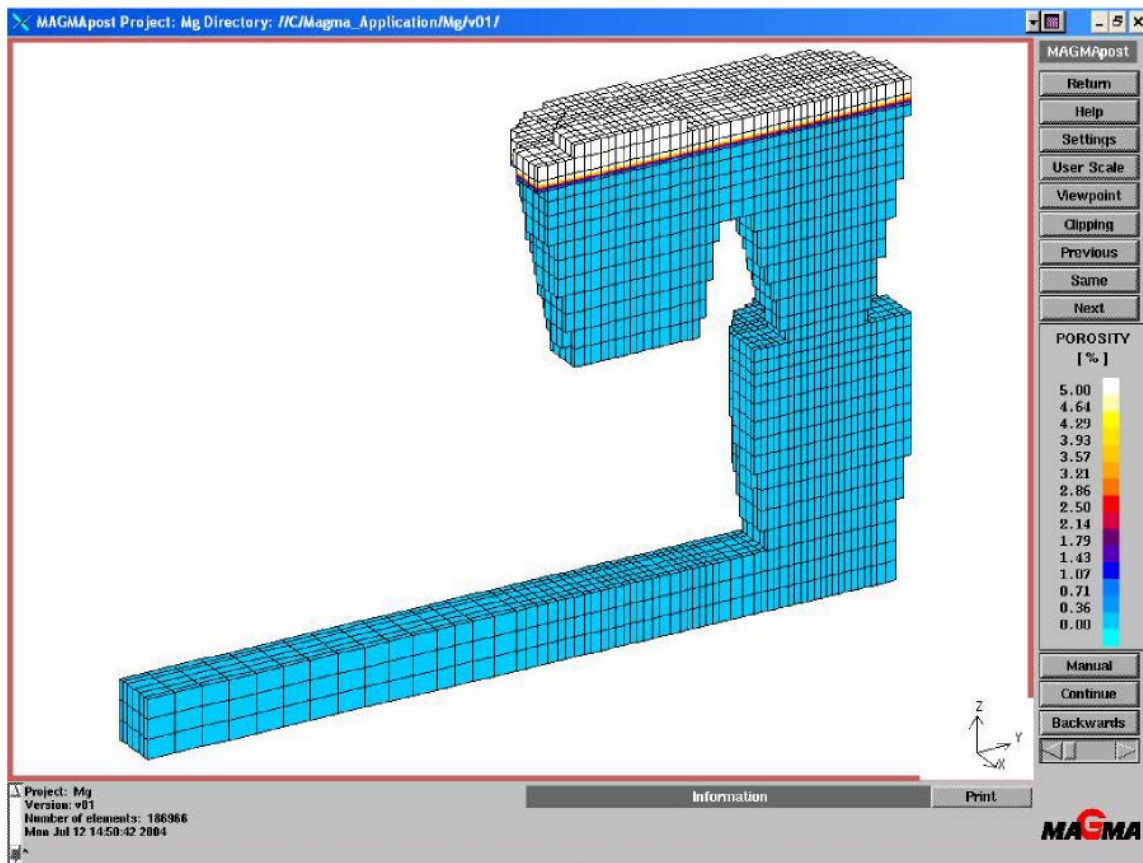 MAGMApost Project: Mg Directory: //C/Magma_Application/Mg/v01/
MAGMApost
Return
Help
Settings
User Scale
Viewpoint
Clipping
Previous
Same
Next
POROSITY
[ % ]
5.00
4.64
4.29
3.93
3.57
3.21
2.86
2.50
2.14
1.79
1.43
1.07
0.71
0.36
0.00
Manual
Continue
Backwards
Z
Y
X
Project: Mg
Version: v01
Number of elements: 186966
Mon Jul 12 14:50:42 2004
Information
Print
MAGMA